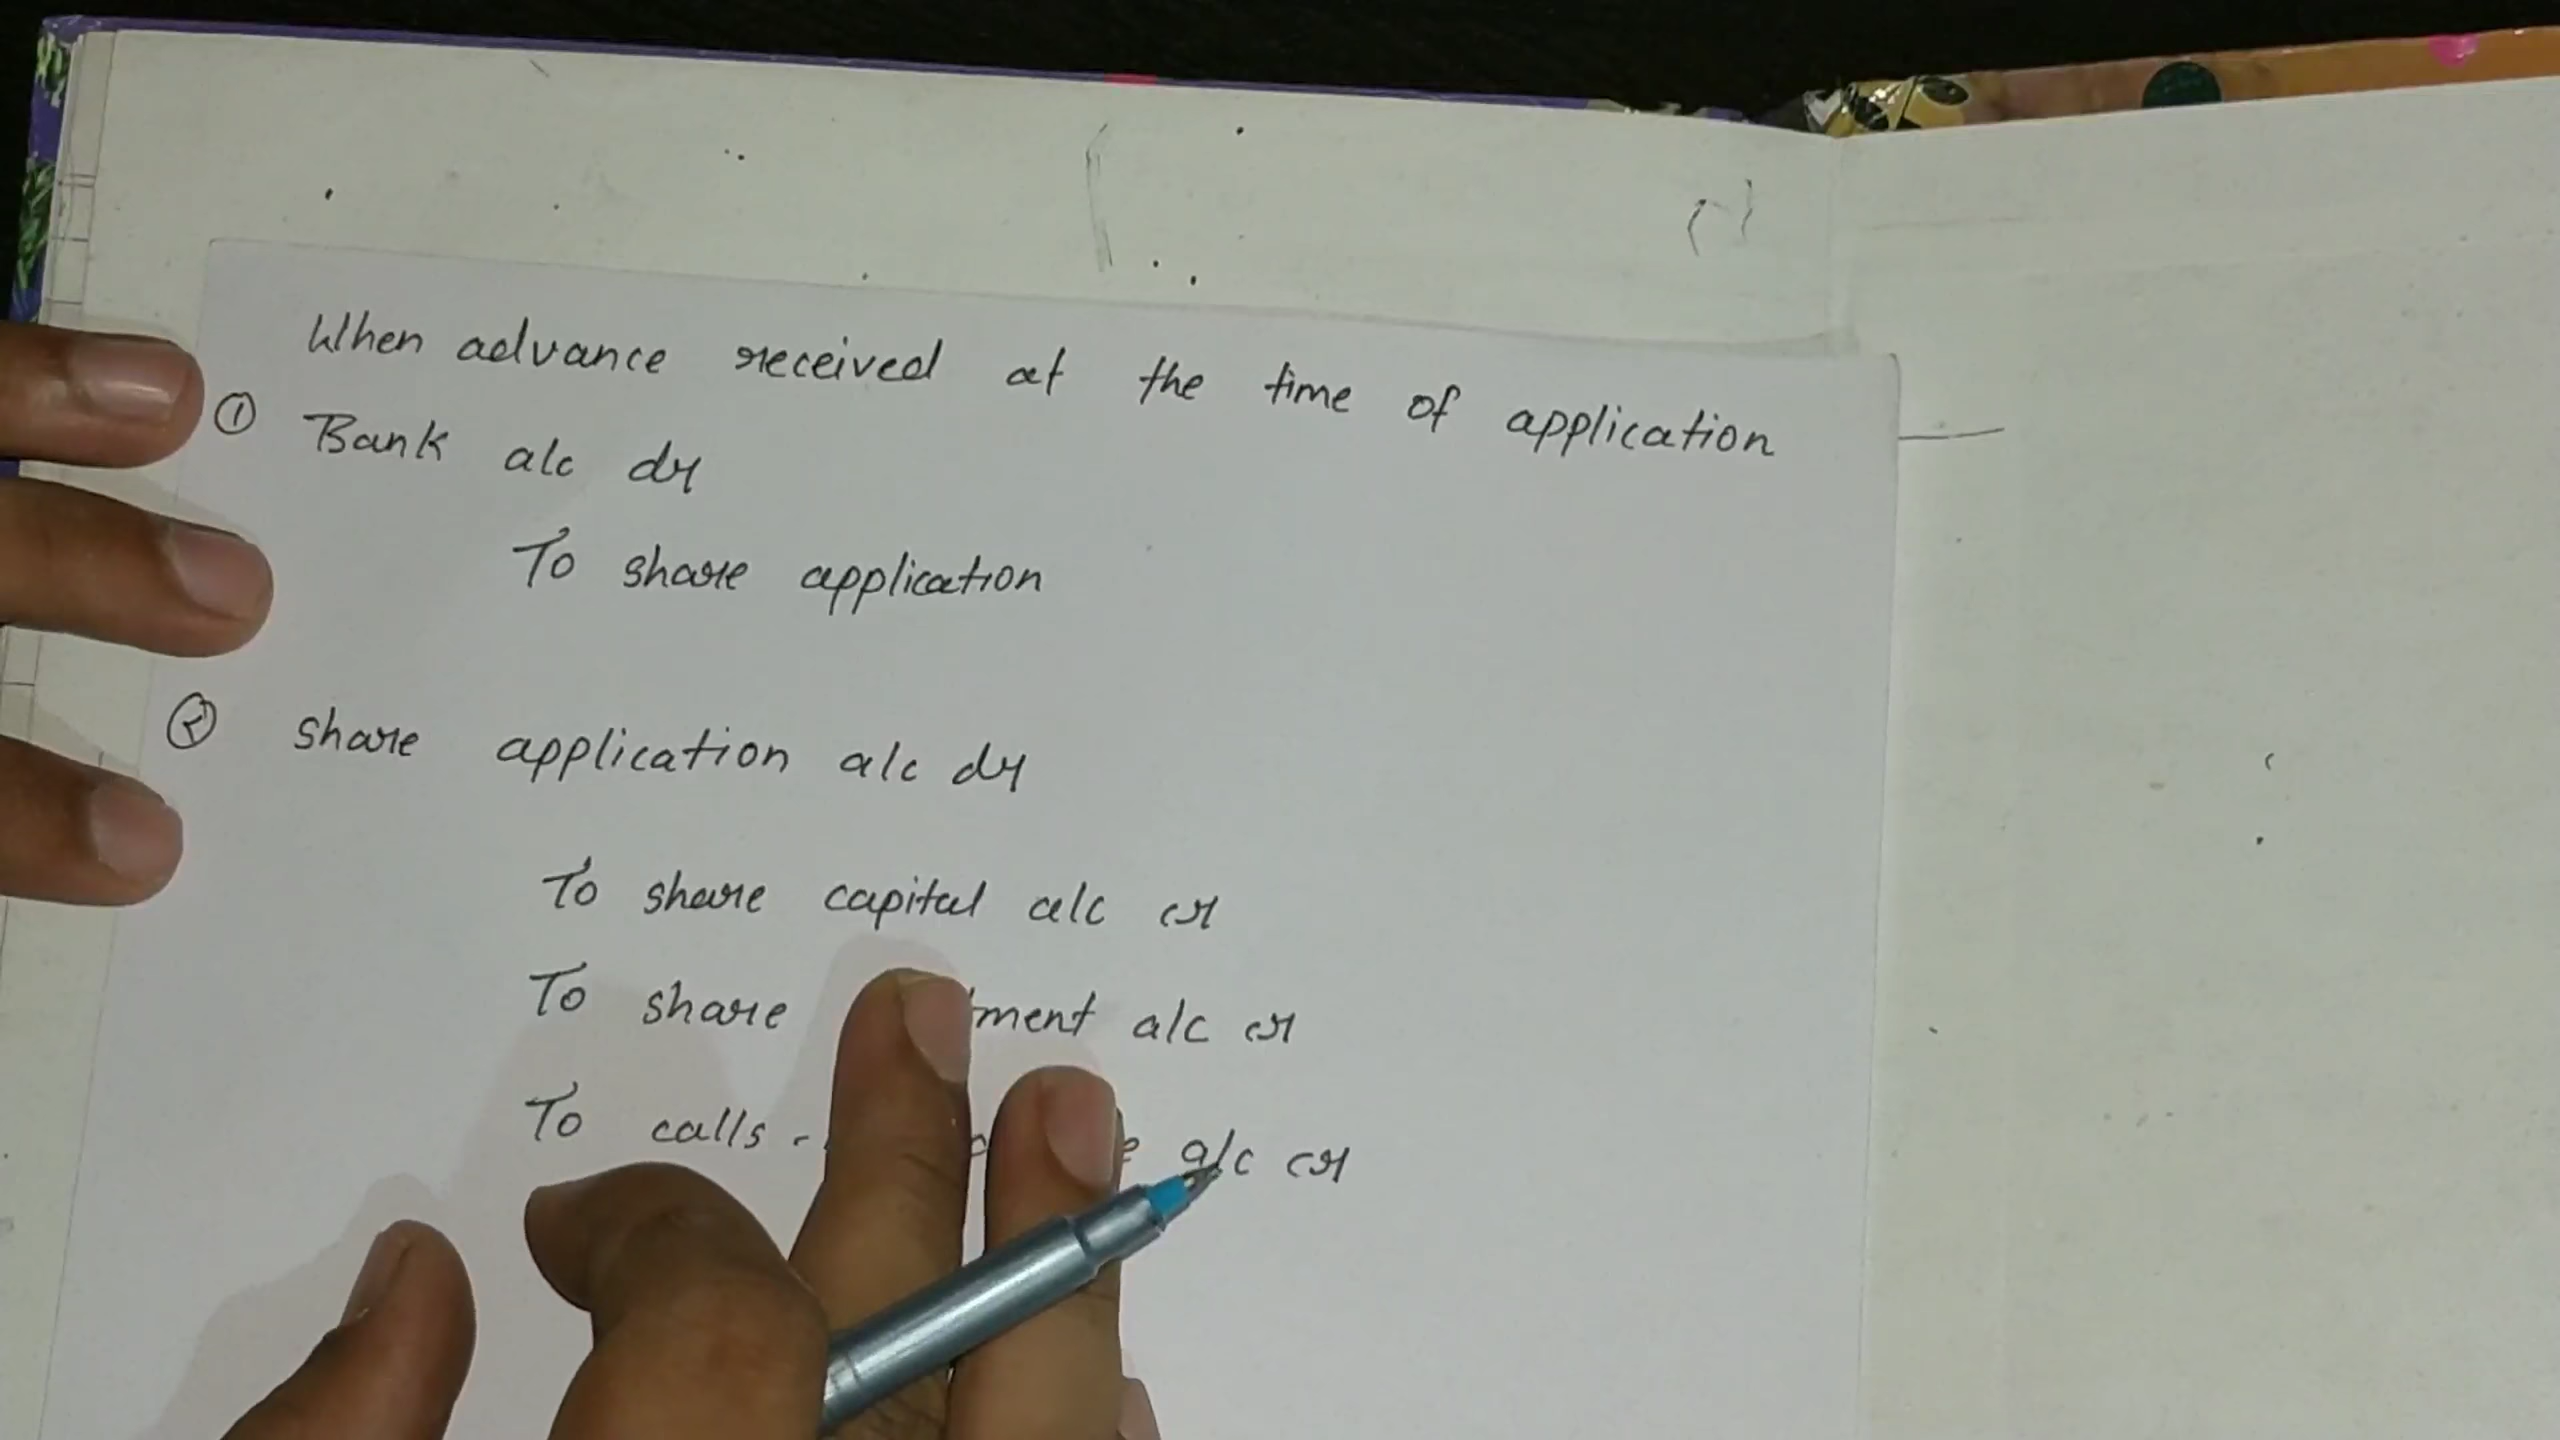 When advance received at the time of application
① Bank a/c dr
To share application
② share application a/c dr
To share capital a/c cr
To share a/c cr
To calls a/c cr